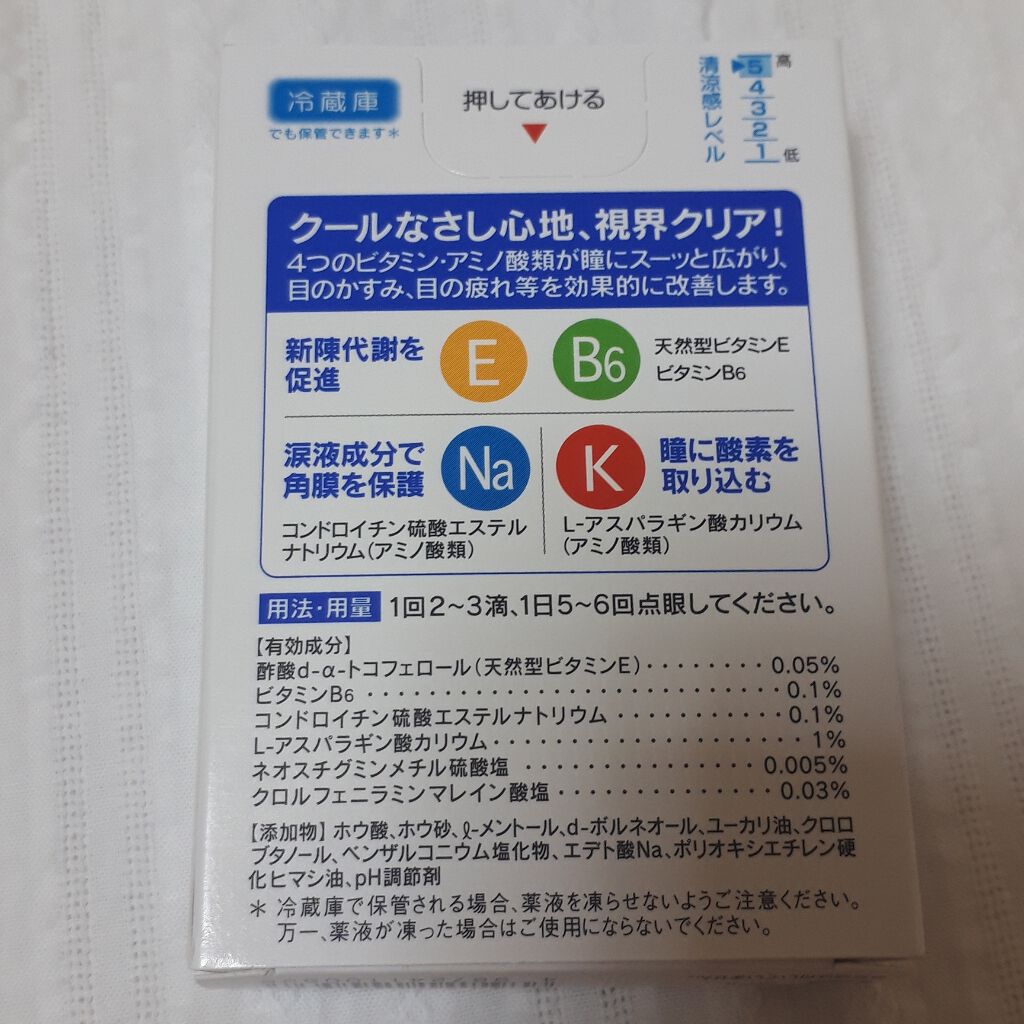 冷蔵庫
でも保管できます＊
押してあける
清涼感レベル
5 高
4
3
2
1 低
クールなさし心地、視界クリア！
4つのビタミン・アミノ酸類が瞳にスーッと広がり、
目のかすみ、目の疲れ等を効果的に改善します。
新陳代謝を
促進
E
B6
天然型ビタミンE
ビタミンB6
涙液成分で
角膜を保護
Na
コンドロイチン硫酸エステル
ナトリウム（アミノ酸類）
K
瞳に酸素を
取り込む
L-アスパラギン酸カリウム
（アミノ酸類）
用法・用量 1回2〜3滴、1日5〜6回点眼してください。
【有効成分】
酢酸d-α-トコフェロール（天然型ビタミンE）・・・・・・・・0.05%
ビタミンB6・・・・・・・・・・・・・・・・・・・・・・・・・・・0.1%
コンドロイチン硫酸エステルナトリウム・・・・・・・・・・・0.1%
L-アスパラギン酸カリウム・・・・・・・・・・・・・・・・・・・・1%
ネオスチグミンメチル硫酸塩・・・・・・・・・・・・・・・0.005%
クロルフェニラミンマレイン酸塩・・・・・・・・・・・・・・0.03%
【添加物】ホウ酸、ホウ砂、ℓ-メントール、d-ボルネオール、ユーカリ油、クロロ
ブタノール、ベンザルコニウム塩化物、エデト酸Na、ポリオキシエチレン硬
化ヒマシ油、pH調節剤
＊ 冷蔵庫で保管される場合、薬液を凍らせないようご注意ください。
万一、薬液が凍った場合はご使用にならないでください。